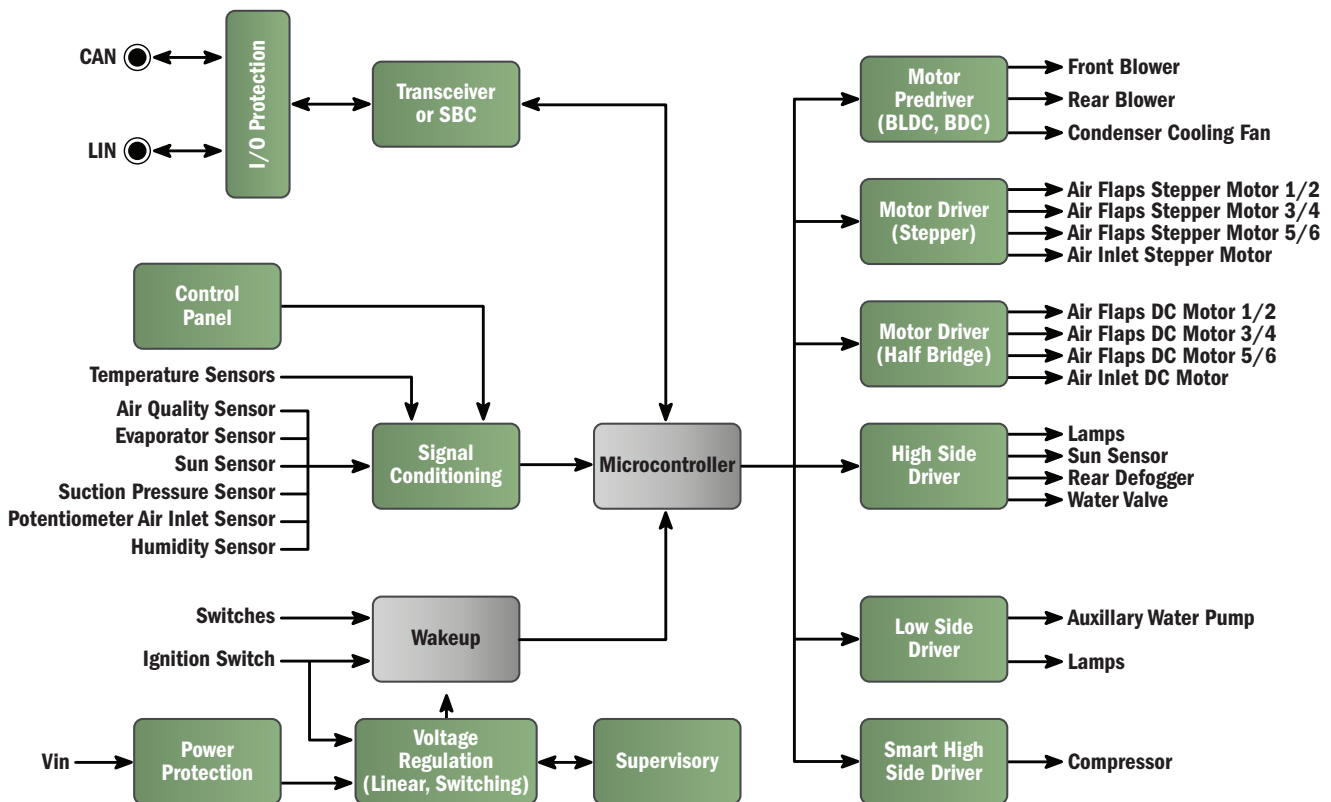 CAN
LIN
I/O Protection
Transceiver
or SBC
Control
Panel
Temperature Sensors
Air Quality Sensor
Evaporator Sensor
Sun Sensor
Suction Pressure Sensor
Potentiometer Air Inlet Sensor
Humidity Sensor
Signal
Conditioning
Microcontroller
Switches
Ignition Switch
Wakeup
Vin
Power
Protection
Voltage
Regulation
(Linear, Switching)
Supervisory
Motor
Predriver
(BLDC, BDC)
Front Blower
Rear Blower
Condenser Cooling Fan
Motor Driver
(Stepper)
Air Flaps Stepper Motor 1/2
Air Flaps Stepper Motor 3/4
Air Flaps Stepper Motor 5/6
Air Inlet Stepper Motor
Motor Driver
(Half Bridge)
Air Flaps DC Motor 1/2
Air Flaps DC Motor 3/4
Air Flaps DC Motor 5/6
Air Inlet DC Motor
High Side
Driver
Lamps
Sun Sensor
Rear Defogger
Water Valve
Low Side
Driver
Auxillary Water Pump
Lamps
Smart High
Side Driver
Compressor